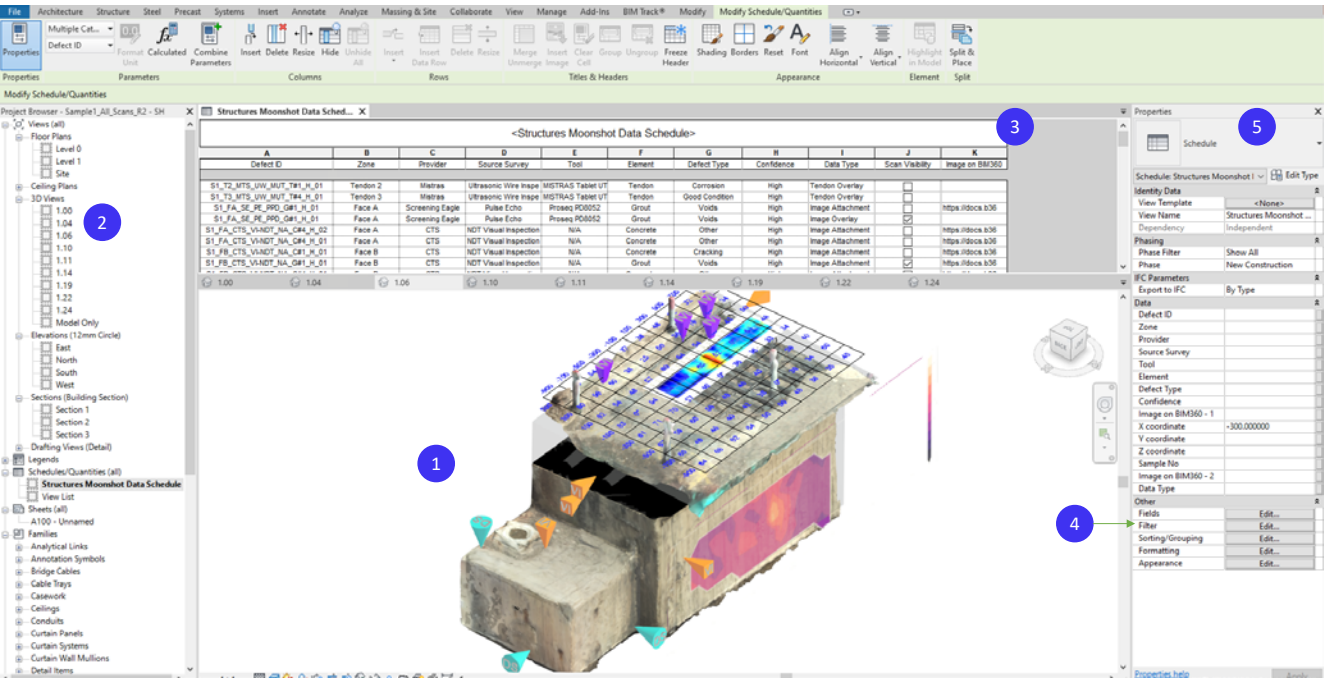 File Architecture Structure Steel Precast Systems Insert Annotate Analyze Massing & Site Collaborate View Manage Add-Ins BIM Track® Modify Modify Schedule/Quantities
Multiple Cat...
Defect ID
Properties Format Unit Calculated Combine Parameters Insert Delete Resize Hide Unhide All Insert Insert Data Row Delete Resize Merge Unmerge Insert Image Clear Cell Group Ungroup Freeze Header Shading Borders Reset Font Align Horizontal Align Vertical Highlight in Model Split & Place
Properties Parameters Columns Rows Titles & Headers Appearance Element Split
Modify Schedule/Quantities
Project Browser - Sample1_All_Scans_R2 - SH X
Views (all)
Floor Plans
Level 0
Level 1
Site
Ceiling Plans
3D Views
1.00
1.04
1.06
1.10
1.11
1.14
1.19
1.22
1.24
Model Only
Elevations (12mm Circle)
East
North
South
West
Sections (Building Section)
Section 1
Section 2
Section 3
Drafting Views (Detail)
Legends
Schedules/Quantities (all)
Structures Moonshot Data Schedule
View List
Sheets (all)
A100 - Unnamed
Families
Analytical Links
Annotation Symbols
Bridge Cables
Cable Trays
Casework
Ceilings
Conduits
Curtain Panels
Curtain Systems
Curtain Wall Mullions
Detail Items
2
Structures Moonshot Data Sched... X
<Structures Moonshot Data Schedule>
3
A B C D E F G H I J K
Defect ID Zone Provider Source Survey Tool Element Defect Type Confidence Data Type Scan Visibility Image on BIM360
S1_T2_MTS_UW_MUT_T#1_H_01 Tendon 2 Mistras Ultrasonic Wire Inspe MISTRAS Tablet UT Tendon Corrosion High Tendon Overlay
S1_T3_MTS_UW_MUT_T#4_H_01 Tendon 3 Mistras Ultrasonic Wire Inspe MISTRAS Tablet UT Tendon Good Condition High Tendon Overlay
S1_FA_SE_PE_PPD_G#1_H_01 Face A Screening Eagle Pulse Echo Proseq PD8052 Grout Voids High Image Attachment https://docs.b36
S1_FA_SE_PE_PPD_G#1_H_01 Face A Screening Eagle Pulse Echo Proseq PD8052 Grout Voids High Image Overlay
S1_FA_CTS_VI-NDT_NA_C#4_H_02 Face A CTS NDT Visual Inspection N/A Concrete Other High Image Attachment https://docs.b36
S1_FA_CTS_VI-NDT_NA_C#4_H_01 Face A CTS NDT Visual Inspection N/A Concrete Other High Image Attachment https://docs.b36
S1_FB_CTS_VI-NDT_NA_C#1_H_01 Face B CTS NDT Visual Inspection N/A Concrete Cracking High Image Attachment https://docs.b36
S1_FB_CTS_VI-NDT_NA_G#1_H_01 Face B CTS NDT Visual Inspection N/A Grout Voids High Image Attachment https://docs.b36
1.00 1.04 1.06 1.10 1.11 1.14 1.19 1.22 1.24
1
Properties X
5
Schedule
Schedule: Structures Moonshot Edit Type
Identity Data
View Template <None>
View Name Structures Moonshot ...
Dependency Independent
Phasing
Phase Filter Show All
Phase New Construction
IFC Parameters
Export to IFC By Type
Data
Defect ID
Zone
Provider
Source Survey
Tool
Element
Defect Type
Confidence
Image on BIM360 - 1
X coordinate -300.000000
Y coordinate
Z coordinate
Sample No
Image on BIM360 - 2
Data Type
Other
Fields Edit...
4
Filter Edit...
Sorting/Grouping Edit...
Formatting Edit...
Appearance Edit...
Properties help Apply